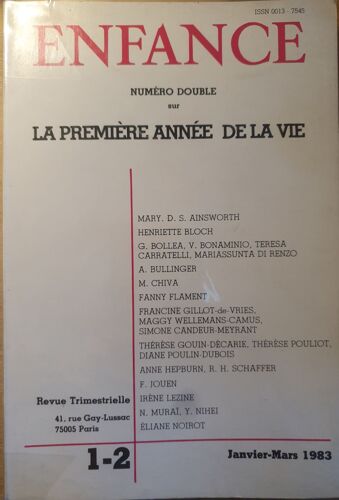 ISSN 0013 - 7545
ENFANCE
NUMÉRO DOUBLE
sur
LA PREMIÈRE ANNÉE DE LA VIE
MARY. D. S. AINSWORTH
HENRIETTE BLOCH
G. BOLLEA, V. BONAMINIO, TERESA
CARRATELLI, MARIASSUNTA DI RENZO
A. BULLINGER
M. CHIVA
FANNY FLAMENT
FRANCINE GILLOT-de-VRIES,
MAGGY WELLEMANS-CAMUS,
SIMONE CANDEUR-MEYRANT
THÉRÈSE GOUIN-DÉCARIE, THÉRÈSE POULIOT,
DIANE POULIN-DUBOIS
ANNE HEPBURN, R. H. SCHAFFER
F. JOUEN
IRÈNE LEZINE
N. MURAÏ, Y. NIHEI
ÉLIANE NOIROT
Revue Trimestrielle
41. rue Gay-Lussac
75005 Paris
1-2
Janvier-Mars 1983